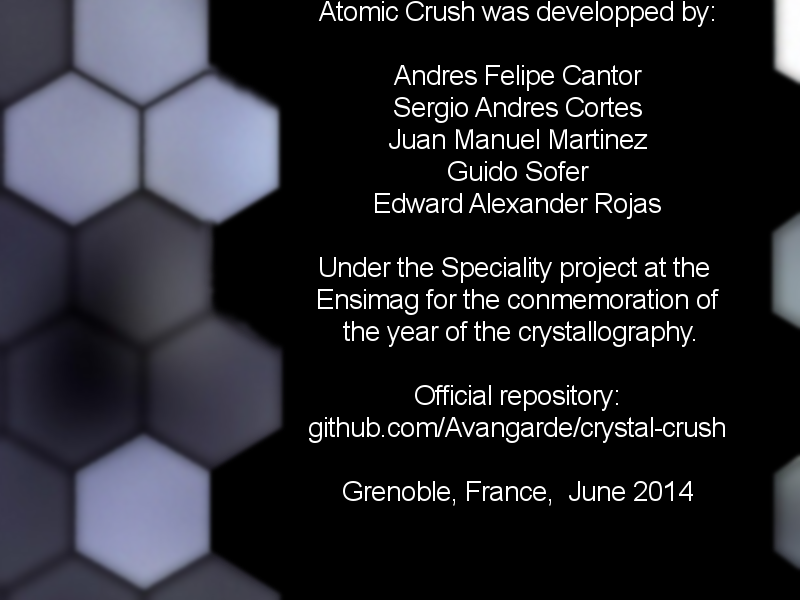 Atomic Crush was developped by:
Andres Felipe Cantor
Sergio Andres Cortes
Juan Manuel Martinez
Guido Sofer
Edward Alexander Rojas
Under the Speciality project at the
Ensimag for the conmemoration of
the year of the crystallography.
Official repository:
github.com/Avangarde/crystal-crush
Grenoble, France,  June 2014